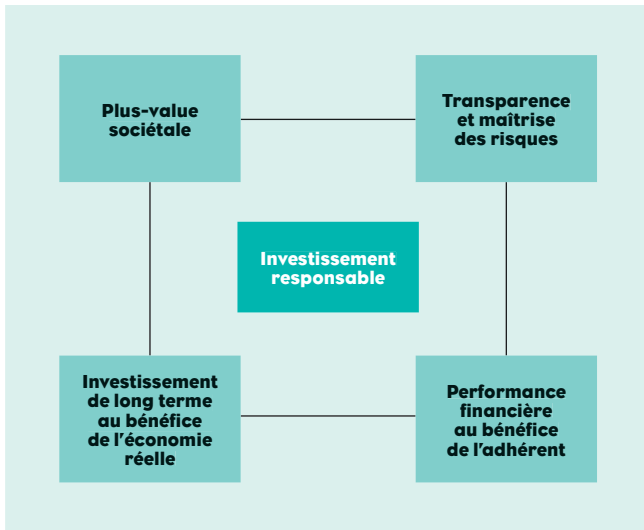 Plus-value
sociétale
Transparence
et maîtrise
des risques
Investissement
responsable
Investissement
de long terme
au bénéfice
de l'économie
réelle
Performance
financière
au bénéfice
de l'adhérent